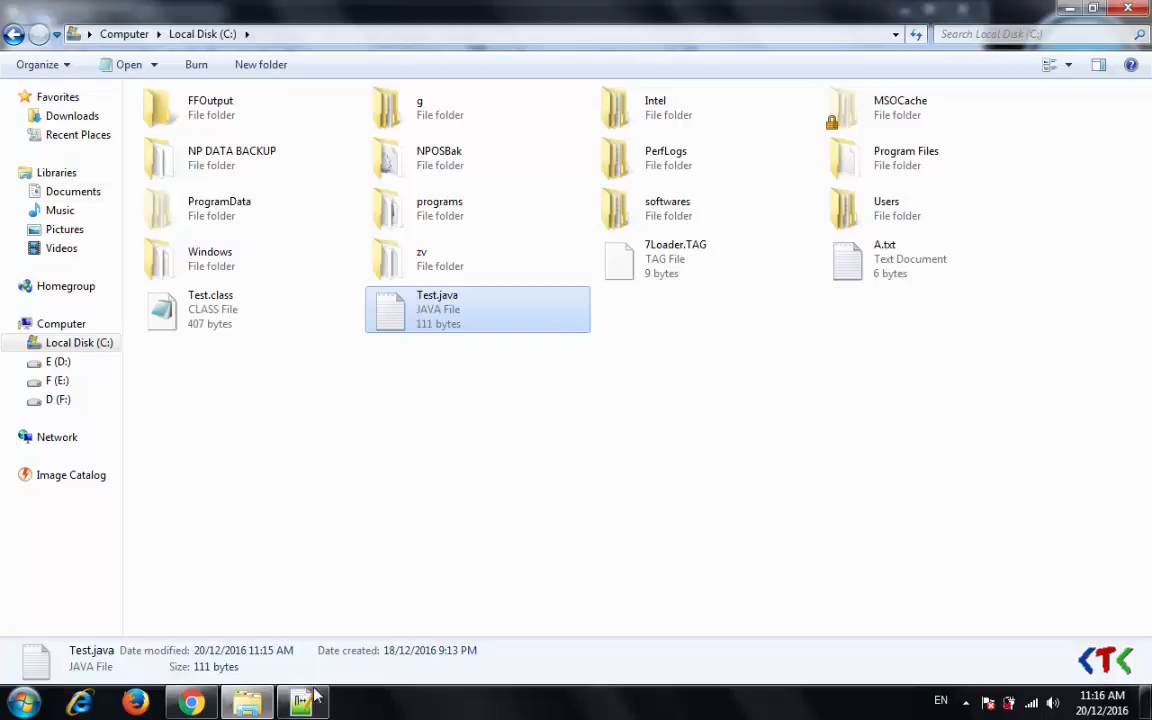 Computer Local Disk (C:)
Search Local Disk (C:)
Organize Open Burn New folder
Favorites
Downloads
Recent Places
Libraries
Documents
Music
Pictures
Videos
Homegroup
Computer
Local Disk (C:)
E (D:)
F (E:)
D (F:)
Network
Image Catalog
FFOutput
File folder
g
File folder
Intel
File folder
MSOCache
File folder
NP DATA BACKUP
File folder
NPOSBak
File folder
PerfLogs
File folder
Program Files
File folder
ProgramData
File folder
programs
File folder
softwares
File folder
Users
File folder
Windows
File folder
zv
File folder
7Loader.TAG
TAG File
9 bytes
A.txt
Text Document
6 bytes
Test.class
CLASS File
407 bytes
Test.java
JAVA File
111 bytes
Test.java Date modified: 20/12/2016 11:15 AM Date created: 18/12/2016 9:13 PM
JAVA File Size: 111 bytes
CTC
EN
11:16 AM
20/12/2016